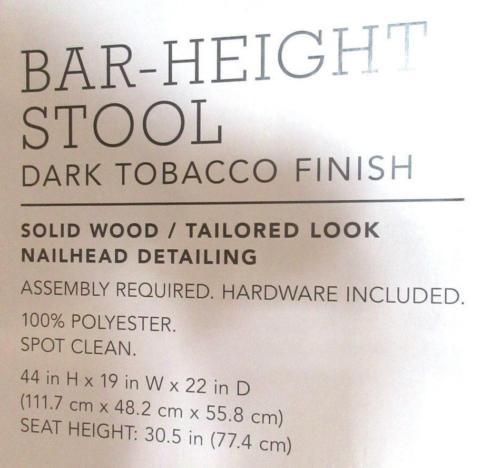 BAR-HEIGHT
STOOL
DARK TOBACCO FINISH
SOLID WOOD / TAILORED LOOK
NAILHEAD DETAILING
ASSEMBLY REQUIRED. HARDWARE INCLUDED.
100% POLYESTER.
SPOT CLEAN.
44 in H x 19 in W x 22 in D
(111.7 cm x 48.2 cm x 55.8 cm)
SEAT HEIGHT: 30.5 in (77.4 cm)